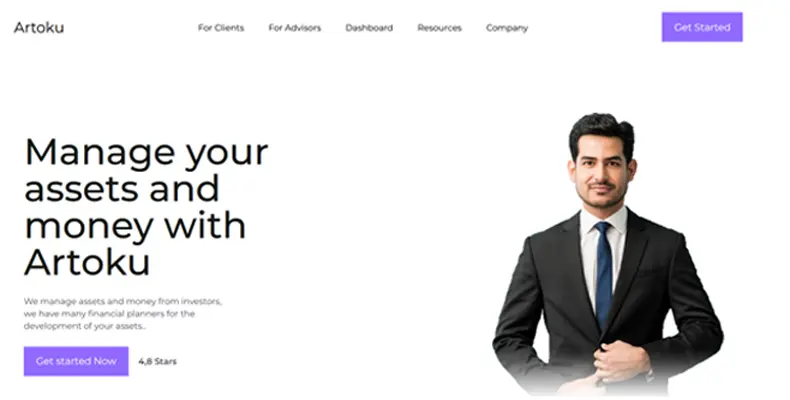 Artoku
For Clients For Advisors Dashboard Resources Company
Get Started
Manage your
assets and
money with
Artoku
We manage assets and money from investors,
we have many financial planners for the
development of your assets..
Get started Now
4,8 Stars